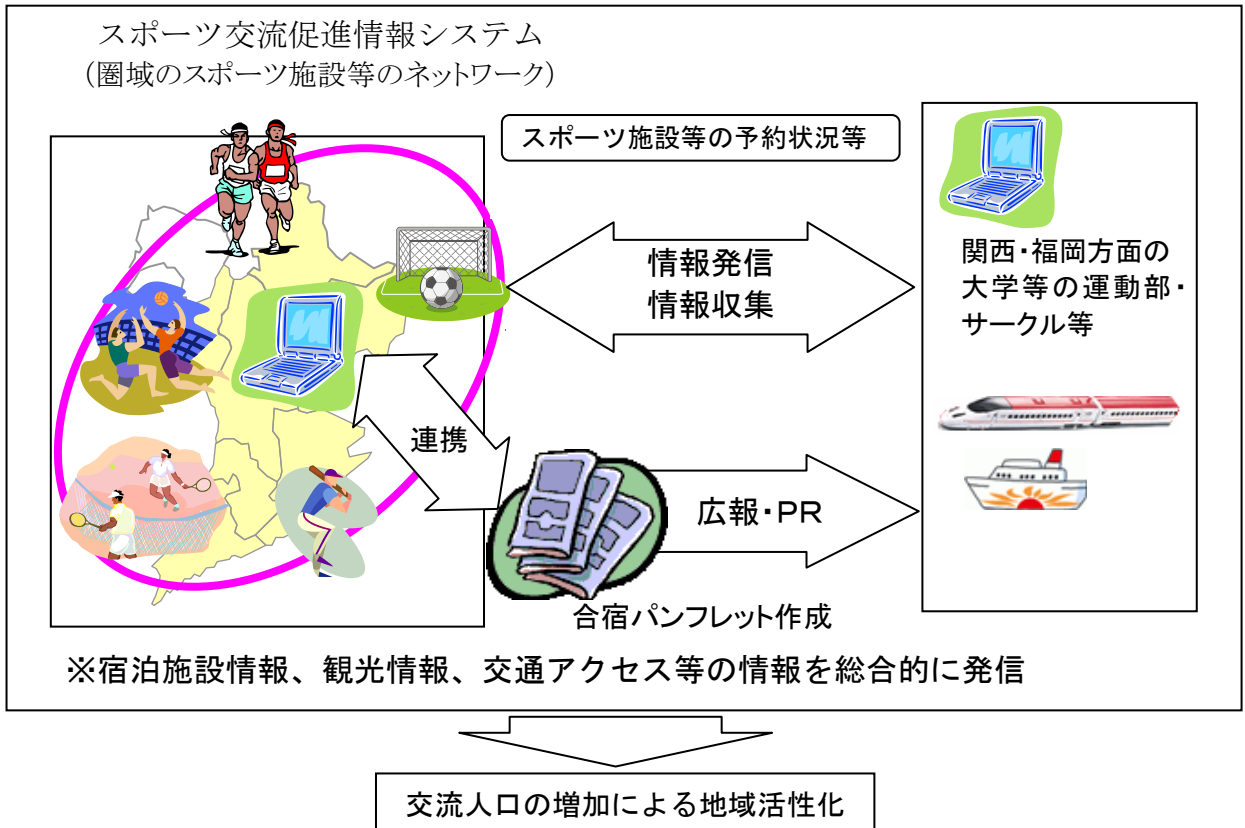 スポーツ交流促進情報システム
(圏域のスポーツ施設等のネットワーク)
スポーツ施設等の予約状況等
情報発信
情報収集
関西・福岡方面の
大学等の運動部・
サークル等
連携
広報・PR
合宿パンフレット作成
※宿泊施設情報、観光情報、交通アクセス等の情報を総合的に発信
交流人口の増加による地域活性化